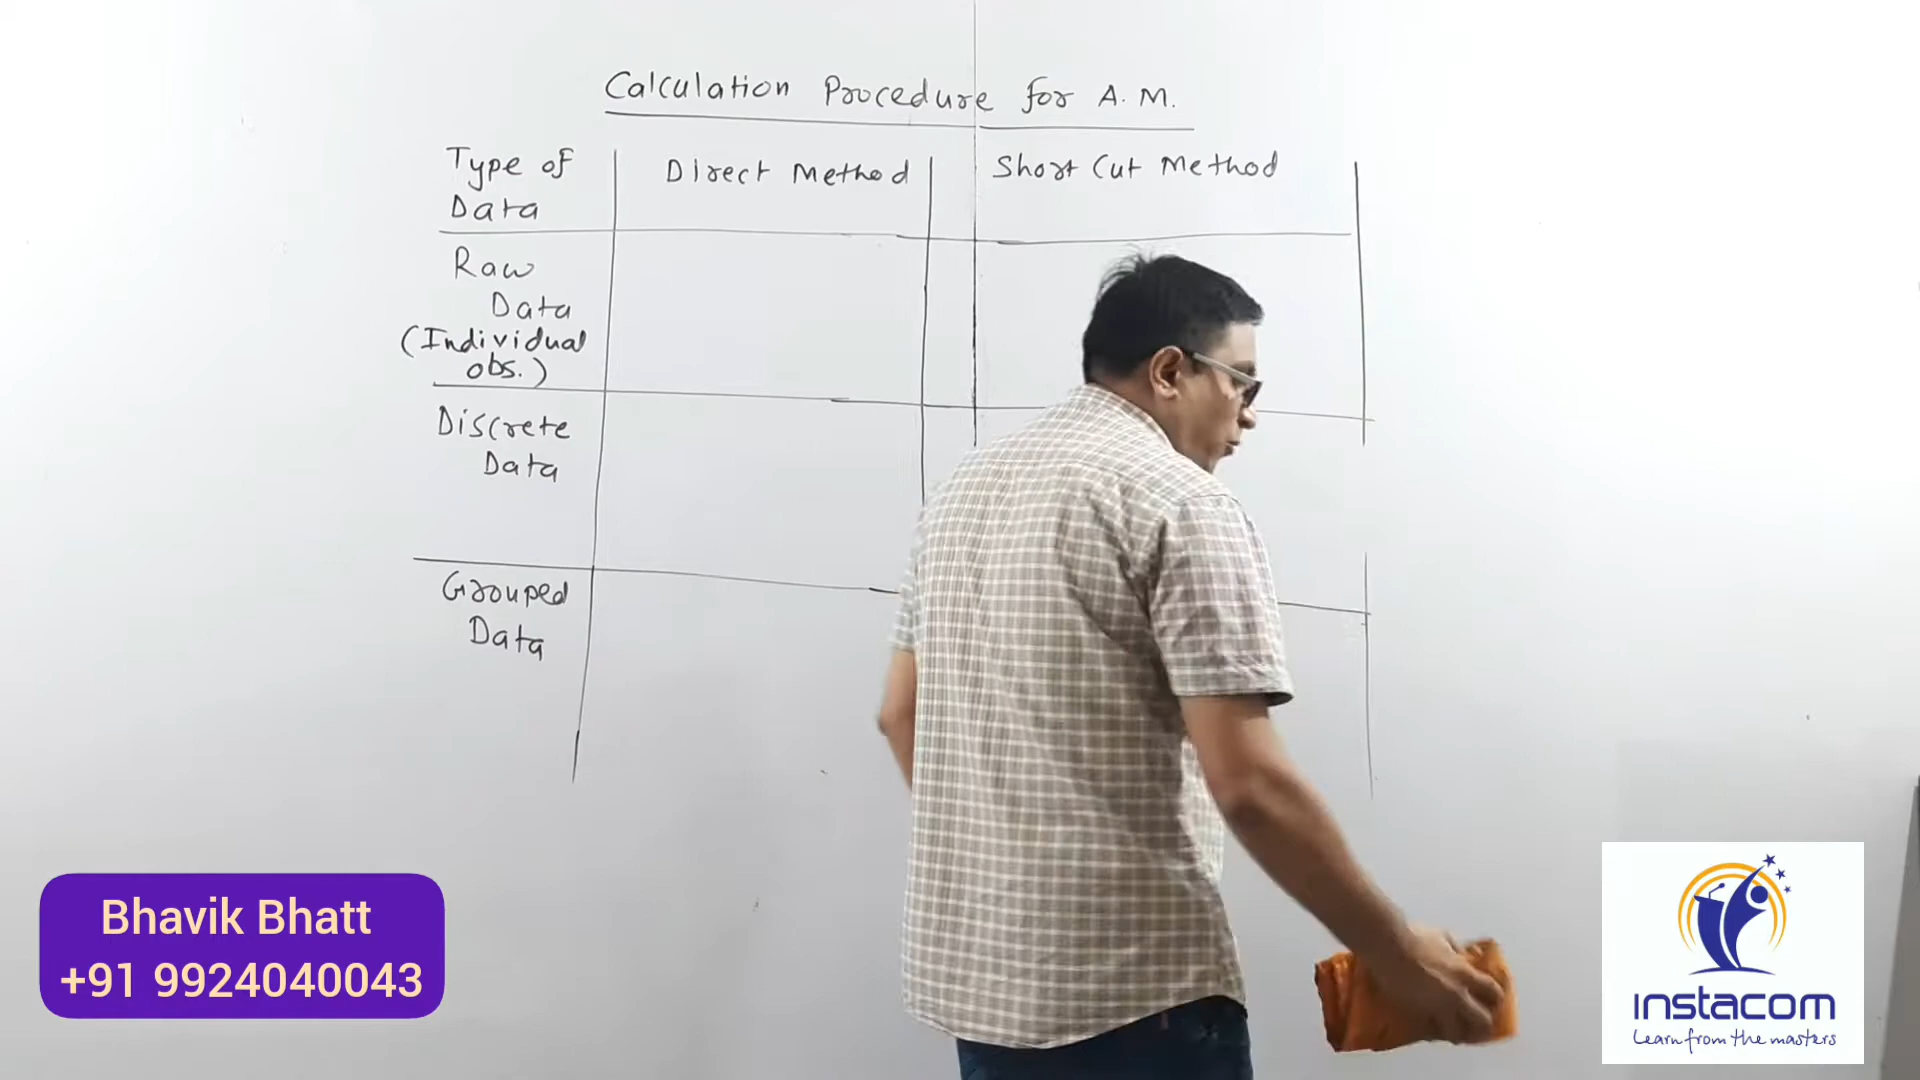 Calculation Procedure for A.M.
Type of Data
Direct Method
Short Cut Method
Raw
Data
(Individual
obs.)
Discrete
Data
Grouped
Data
Bhavik Bhatt
+91 9924040043
ınstacom
Learn from the masters